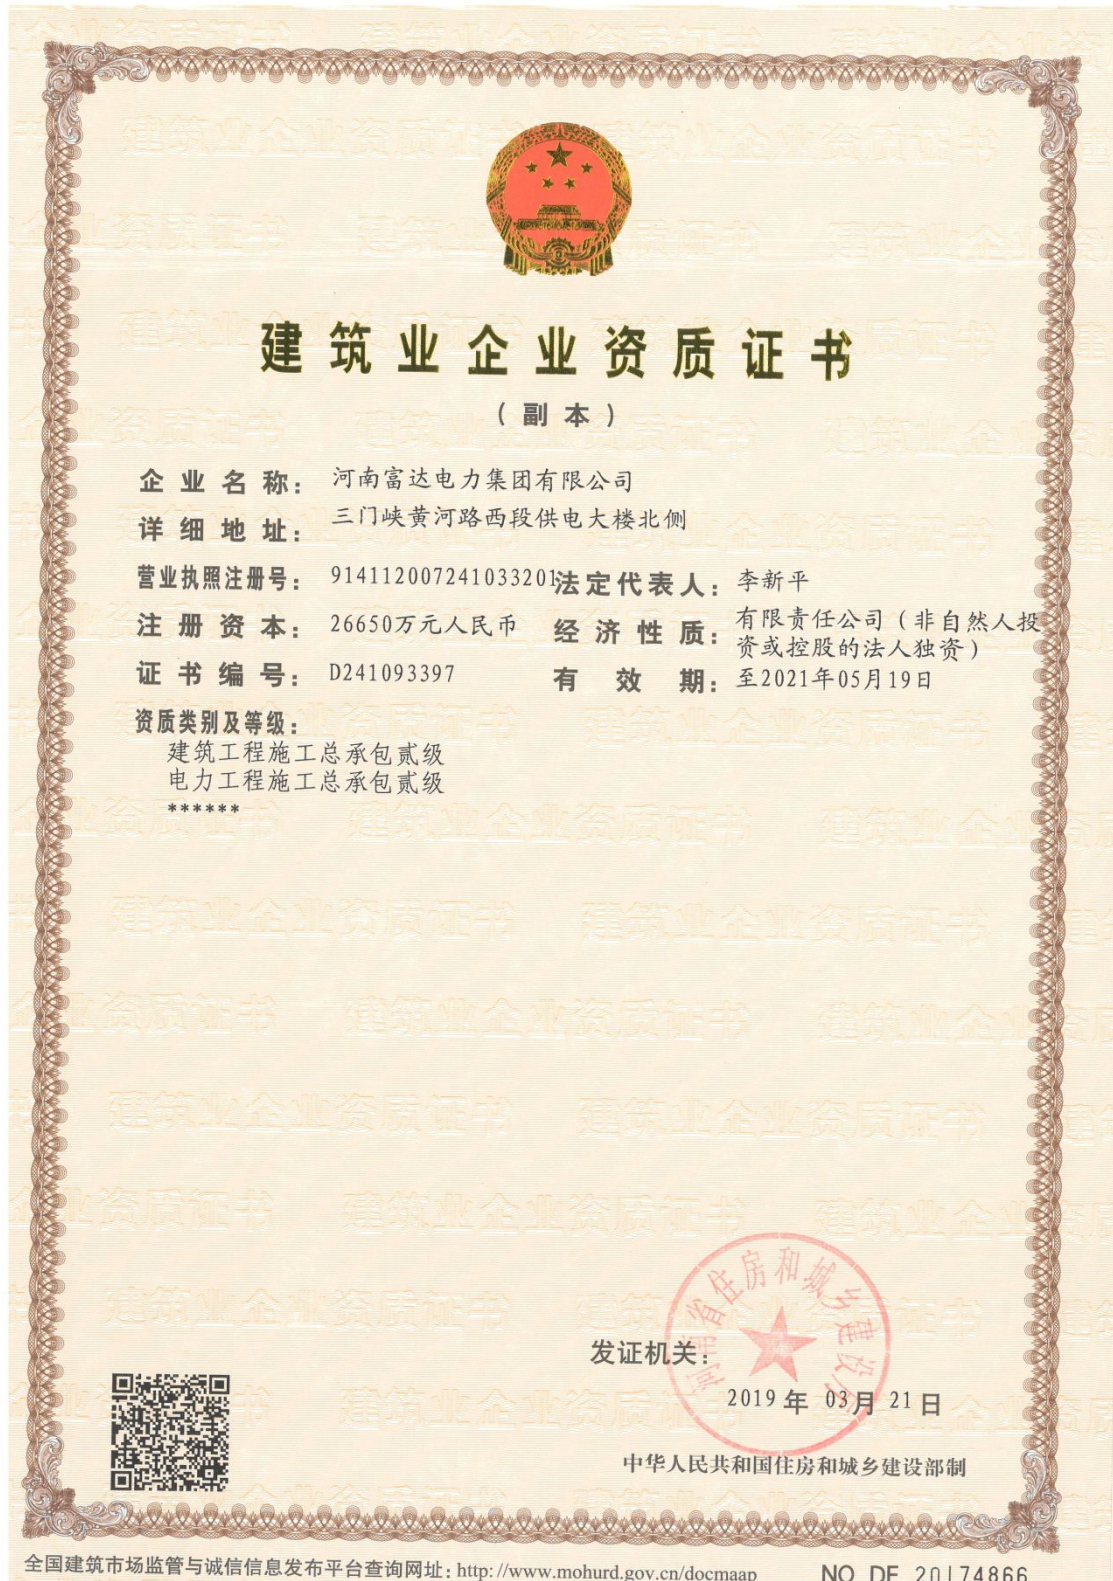 建筑业企业资质证书
（副本）
企业名称：河南富达电力集团有限公司
详细地址：三门峡黄河路西段供电大楼北侧
营业执照注册号：914112007241033201 法定代表人：李新平
注册资本：26650万元人民币 经济性质：有限责任公司（非自然人投
资或控股的法人独资）
证书编号：D241093397 有效期：至2021年05月19日
资质类别及等级：
建筑工程施工总承包贰级
电力工程施工总承包贰级
******
河南省住房和城乡建设厅
发证机关：
2019年03月21日
中华人民共和国住房和城乡建设部制
全国建筑市场监管与诚信信息发布平台查询网址：http://www.mohurd.gov.cn/docmaap
NO.DF 20174866